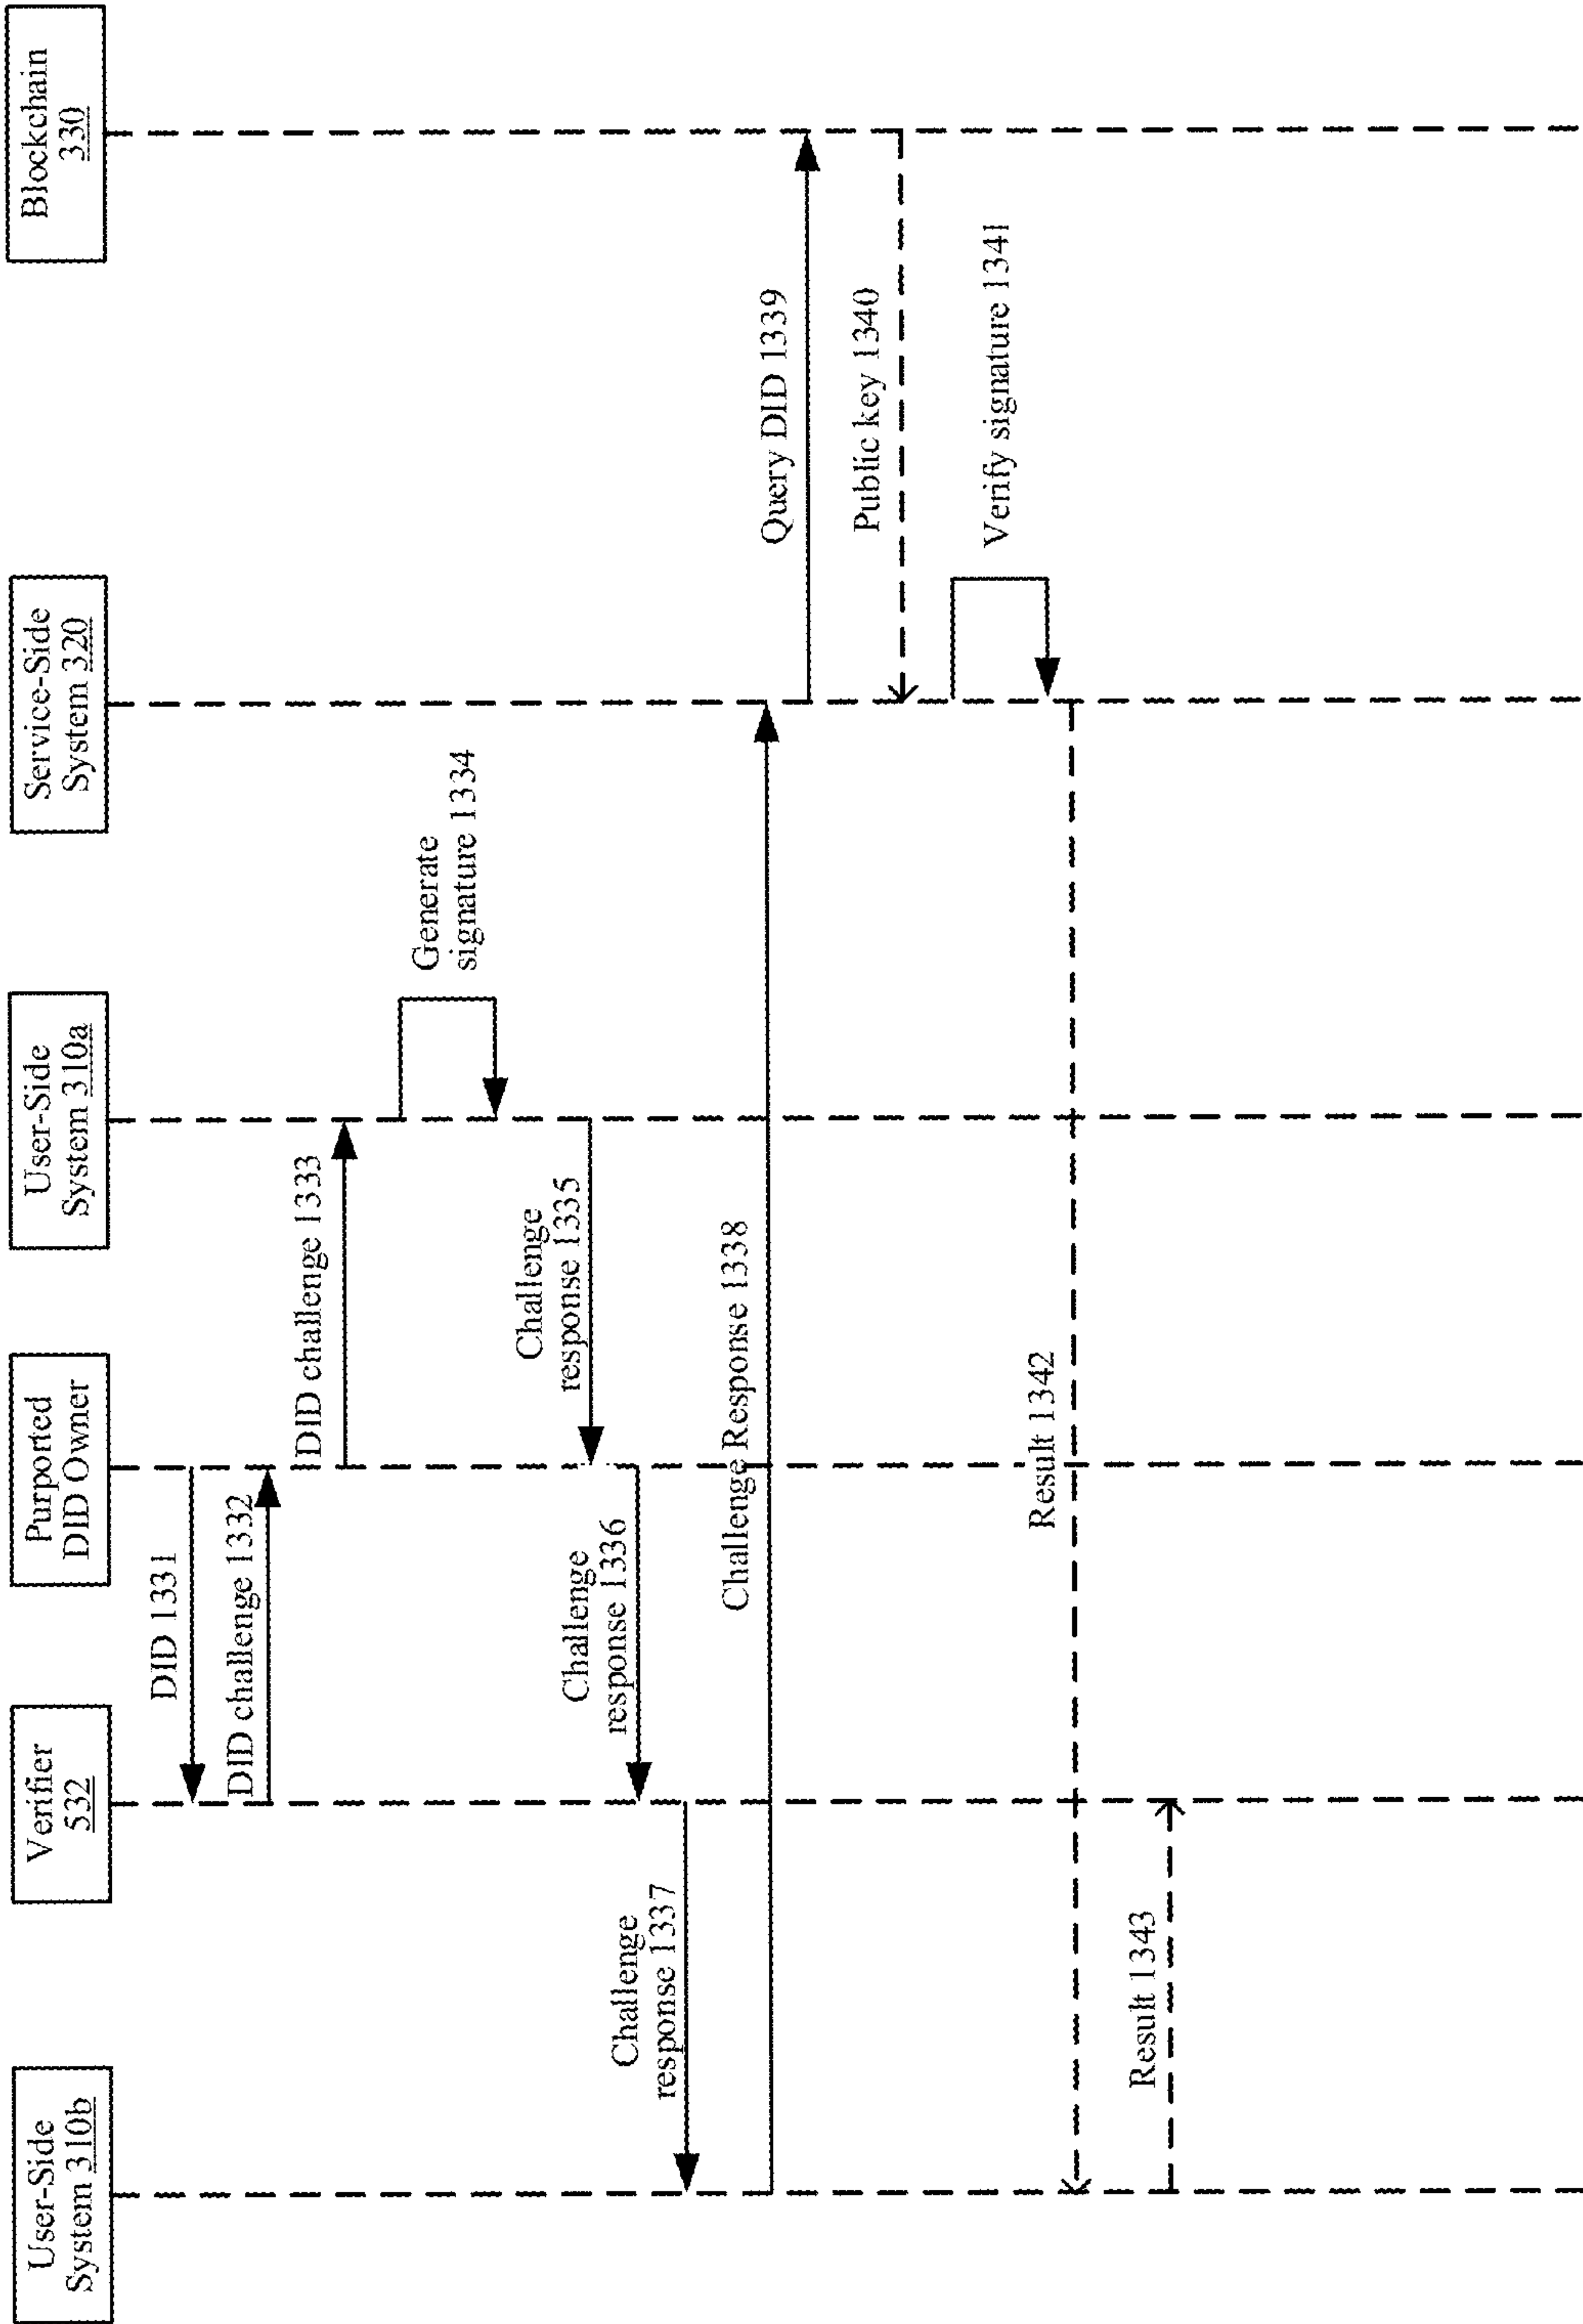 User-Side
System 310b
Verifier
532
Purported
DID Owner
User-Side
System 310a
Service-Side
System 320
Blockchain
330
DID 1331
DID challenge 1332
DID challenge 1333
Generate
signature 1334
Challenge
response 1335
Challenge
response 1336
Challenge
response 1337
Challenge Response 1338
Query DID 1339
Public key 1340
Verify signature 1341
Result 1342
Result 1343